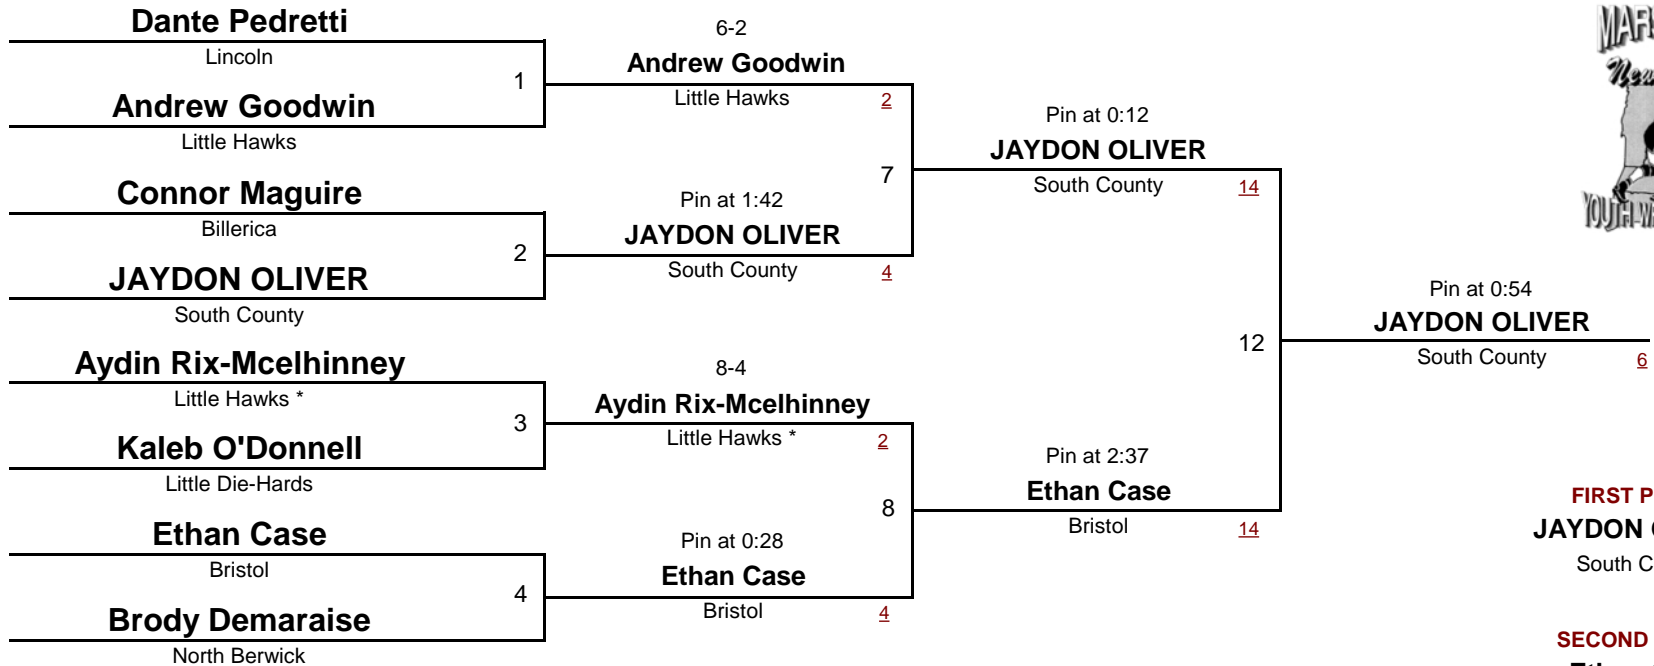 Dante Pedretti
Lincoln
1
Andrew Goodwin
Little Hawks
Connor Maguire
Billerica
2
JAYDON OLIVER
South County
Aydin Rix-Mcelhinney
Little Hawks *
3
Kaleb O'Donnell
Little Die-Hards
Ethan Case
Bristol
4
Brody Demaraise
North Berwick
6-2
Andrew Goodwin
Little Hawks
2
7
Pin at 1:42
JAYDON OLIVER
South County
4
8-4
Aydin Rix-Mcelhinney
Little Hawks *
2
8
Pin at 0:28
Ethan Case
Bristol
4
Pin at 0:12
JAYDON OLIVER
South County
14
12
Pin at 2:37
Ethan Case
Bristol
14
Pin at 0:54
JAYDON OLIVER
South County
6
New
YOUTH
FIRST P
JAYDON
South C
SECOND